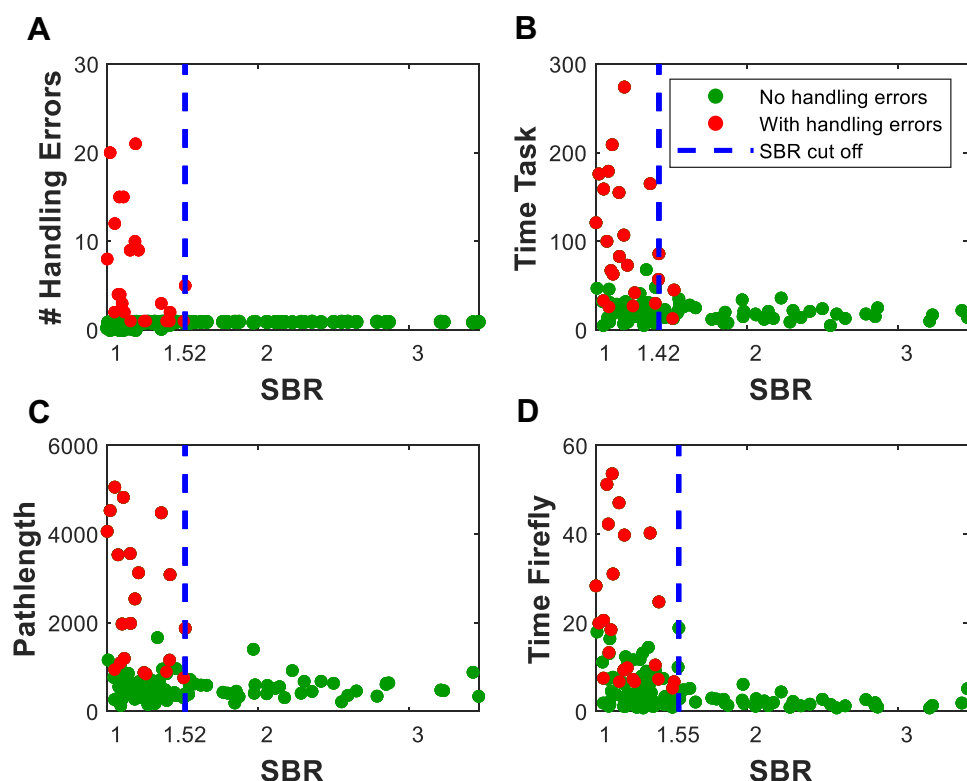 A
# Handling Errors
30
20
10
0
1
1.52
2
3
SBR
B
Time Task
300
200
100
0
1
1.42
2
3
SBR
No handling errors
With handling errors
SBR cut off
C
Pathlength
6000
4000
2000
0
1
1.52
2
3
SBR
D
Time Firefly
60
40
20
0
1
1.55
2
3
SBR